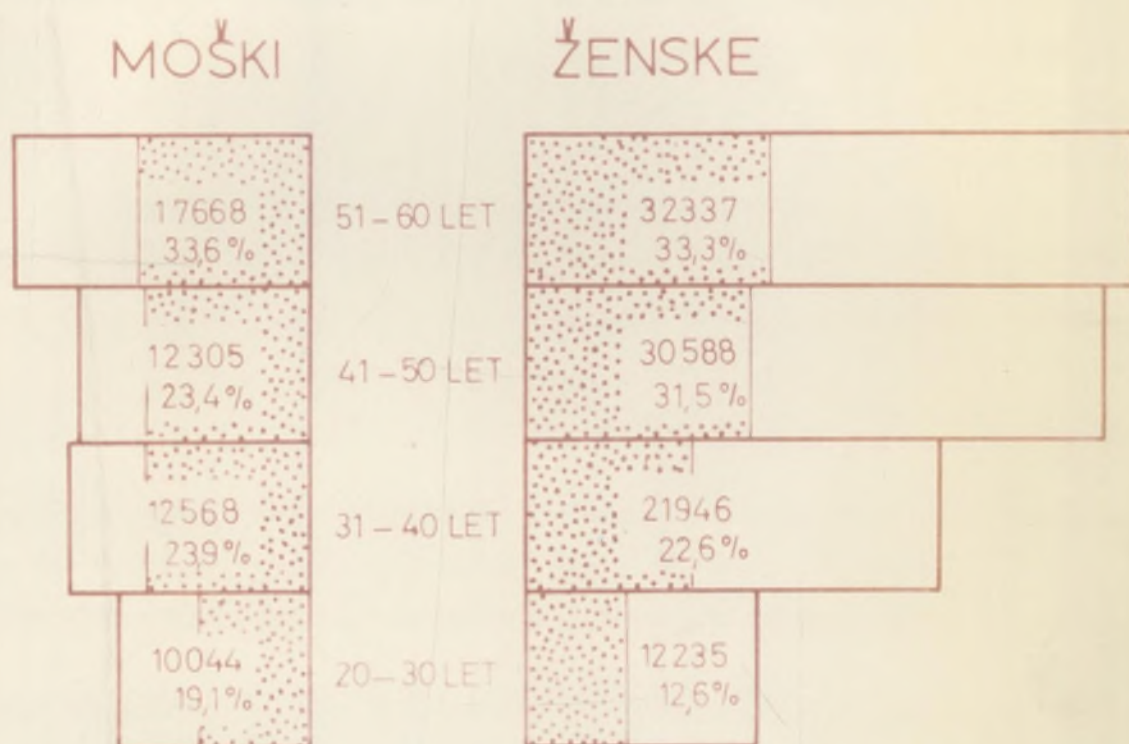 MOŠKI
ŽENSKE
17668
33,6%
51-60 LET
32337
33,3%
12305
23,4%
41-50 LET
30588
31,5%
12568
23,9%
31-40 LET
21946
22,6%
10044
19,1%
20-30 LET
12235
12,6%